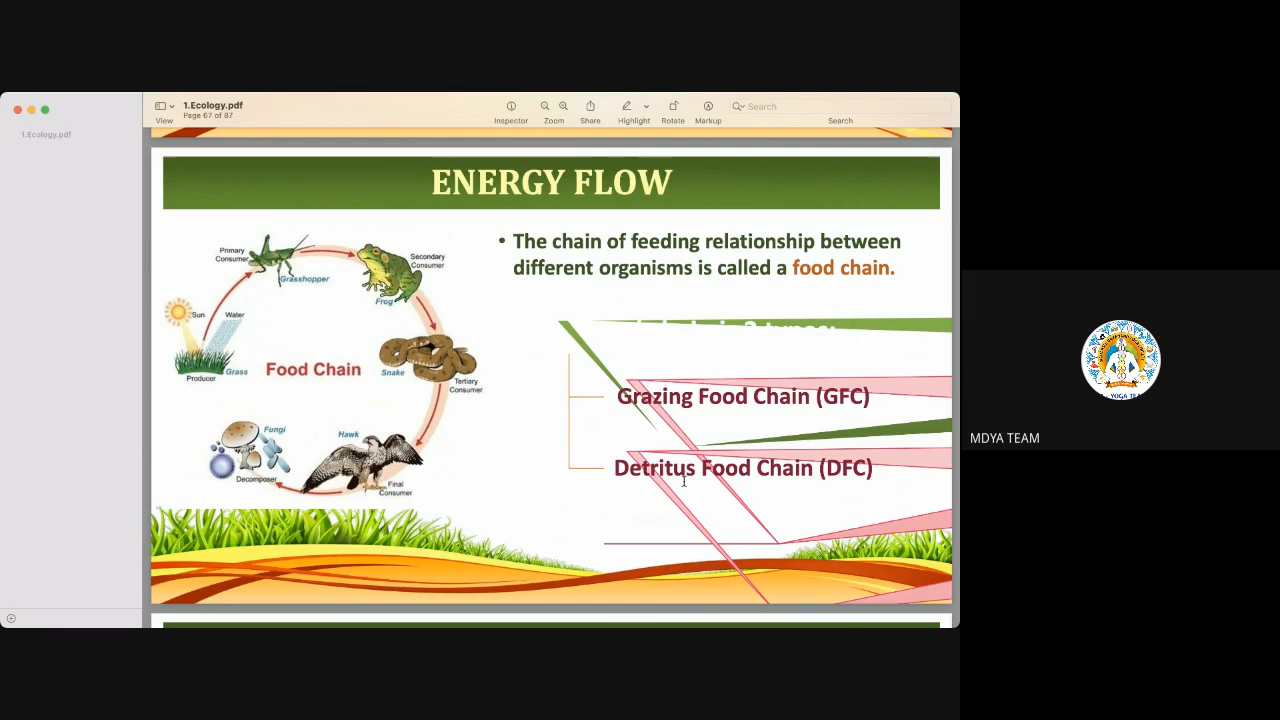 1.Ecology.pdf
Page 67 of 87
View
Inspector
Zoom
Share
Highlight
Rotate
Markup
Search
Search
1.Ecology.pdf
ENERGY FLOW
• The chain of feeding relationship between
different organisms is called a food chain.
2 types:
Grazing Food Chain (GFC)
Detritus Food Chain (DFC)
Food Chain
Primary
Consumer
Grasshopper
Secondary
Consumer
Frog
Sun
Water
Producer
Grass
Snake
Tertiary
Consumer
Hawk
Final
Consumer
Fungi
Decomposer
MDYA TEAM